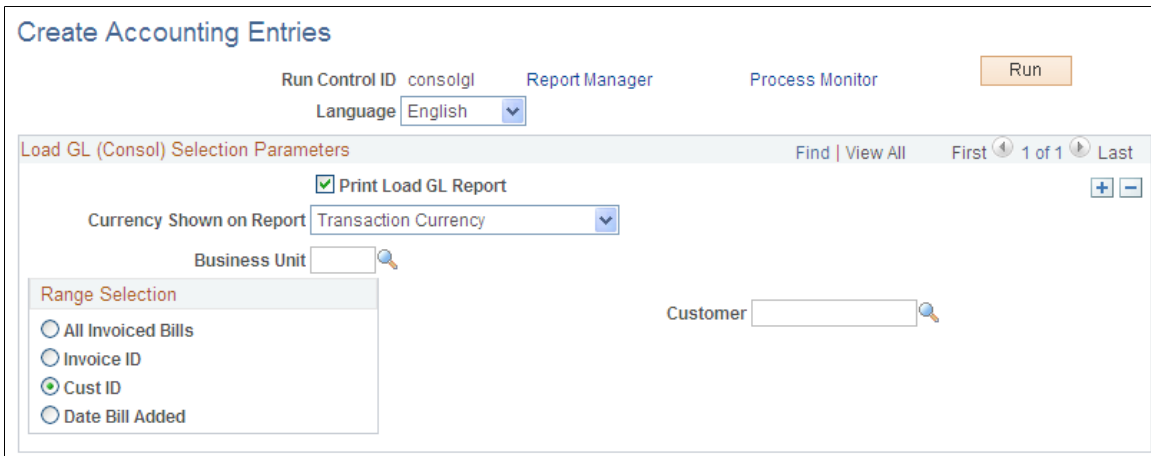 Create Accounting Entries
Run Control ID consolgl Report Manager Process Monitor Run
Language English
Load GL (Consol) Selection Parameters Find | View All First 1 of 1 Last
Print Load GL Report
Currency Shown on Report Transaction Currency
Business Unit
Range Selection
Customer
All Invoiced Bills
Invoice ID
Cust ID
Date Bill Added